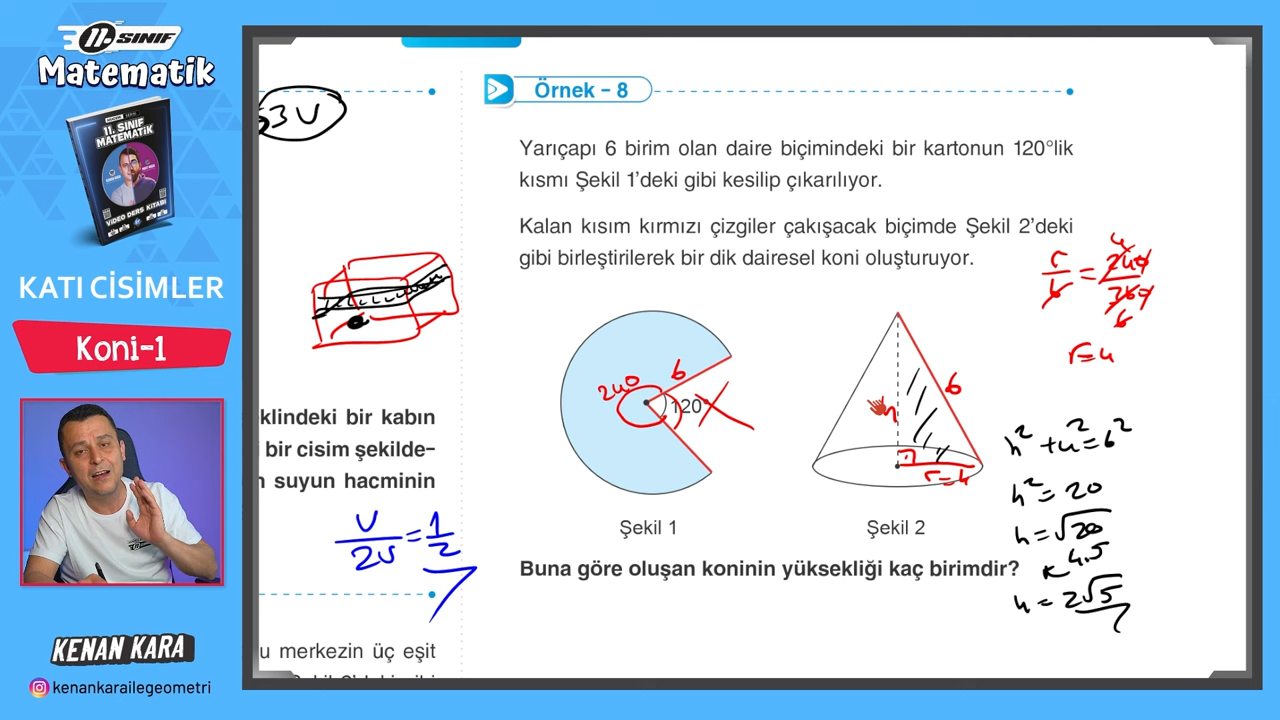 11. SINIF
Matematik
11. SINIF
MATEMATİK
VİDEO DERS KİTABI
KATI CİSİMLER
Koni-1
KENAN KARA
kenankarailegeometri
3V
klindeki bir kabın
bir cisim şekilde-
suyun hacminin
V/2V = 1/2
u merkezin üç eşit
Örnek - 8
Yarıçapı 6 birim olan daire biçimindeki bir kartonun 120°lik
kısmı Şekil 1'deki gibi kesilip çıkarılıyor.
Kalan kısım kırmızı çizgiler çakışacak biçimde Şekil 2'deki
gibi birleştirilerek bir dik dairesel koni oluşturuyor.
240
6
120°
Şekil 1
h
6
r=4
Şekil 2
r/6 = 240/360
4
6
r=4
h² + 4² = 6²
h² = 20
h = √20
4.5
h = 2√5
Buna göre oluşan koninin yüksekliği kaç birimdir?